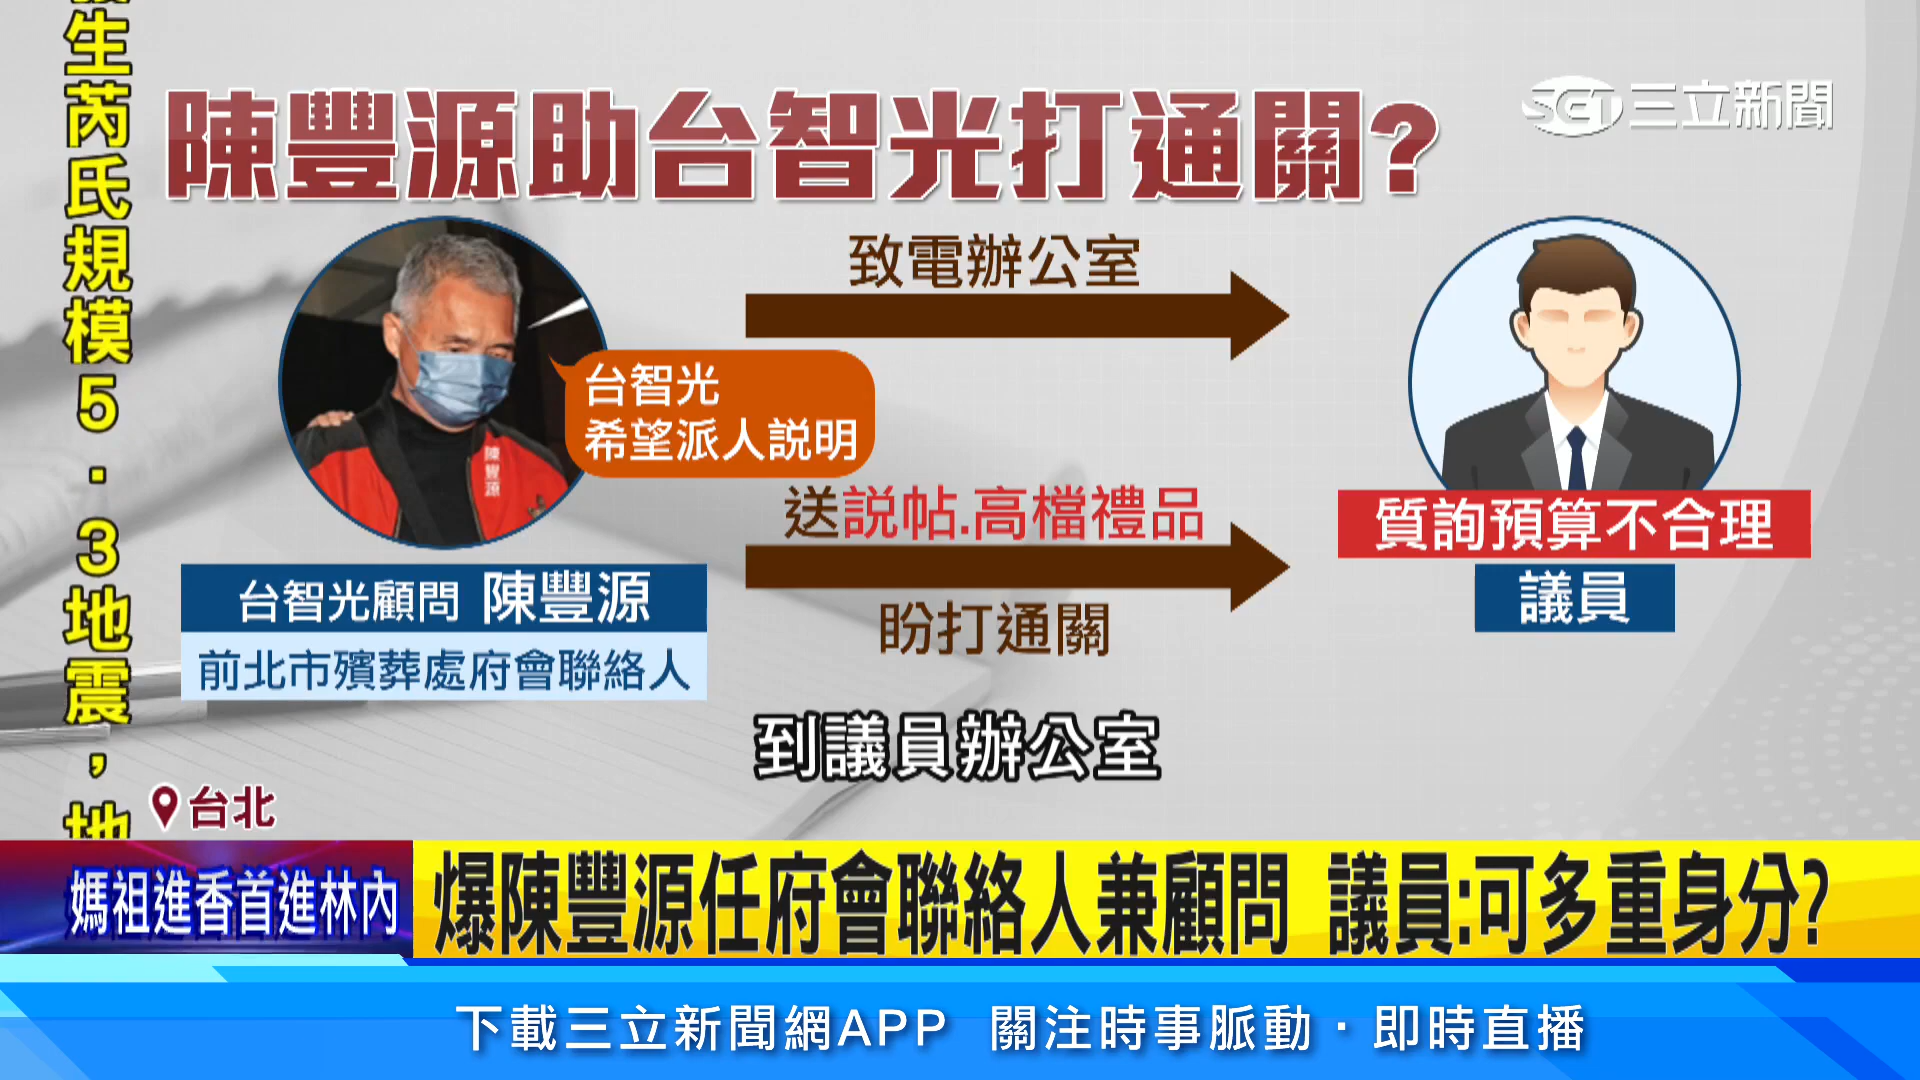 生芮氏規模5.3地震，地
陳豐源助台智光打通關?
SET三立新聞
致電辦公室
台智光
希望派人說明
陳豐源
送說帖.高檔禮品
盼打通關
質詢預算不合理
議員
台智光顧問 陳豐源
前北市殯葬處府會聯絡人
到議員辦公室
台北
媽祖進香首進林內
爆陳豐源任府會聯絡人兼顧問 議員:可多重身分?
下載三立新聞網APP 關注時事脈動·即時直播